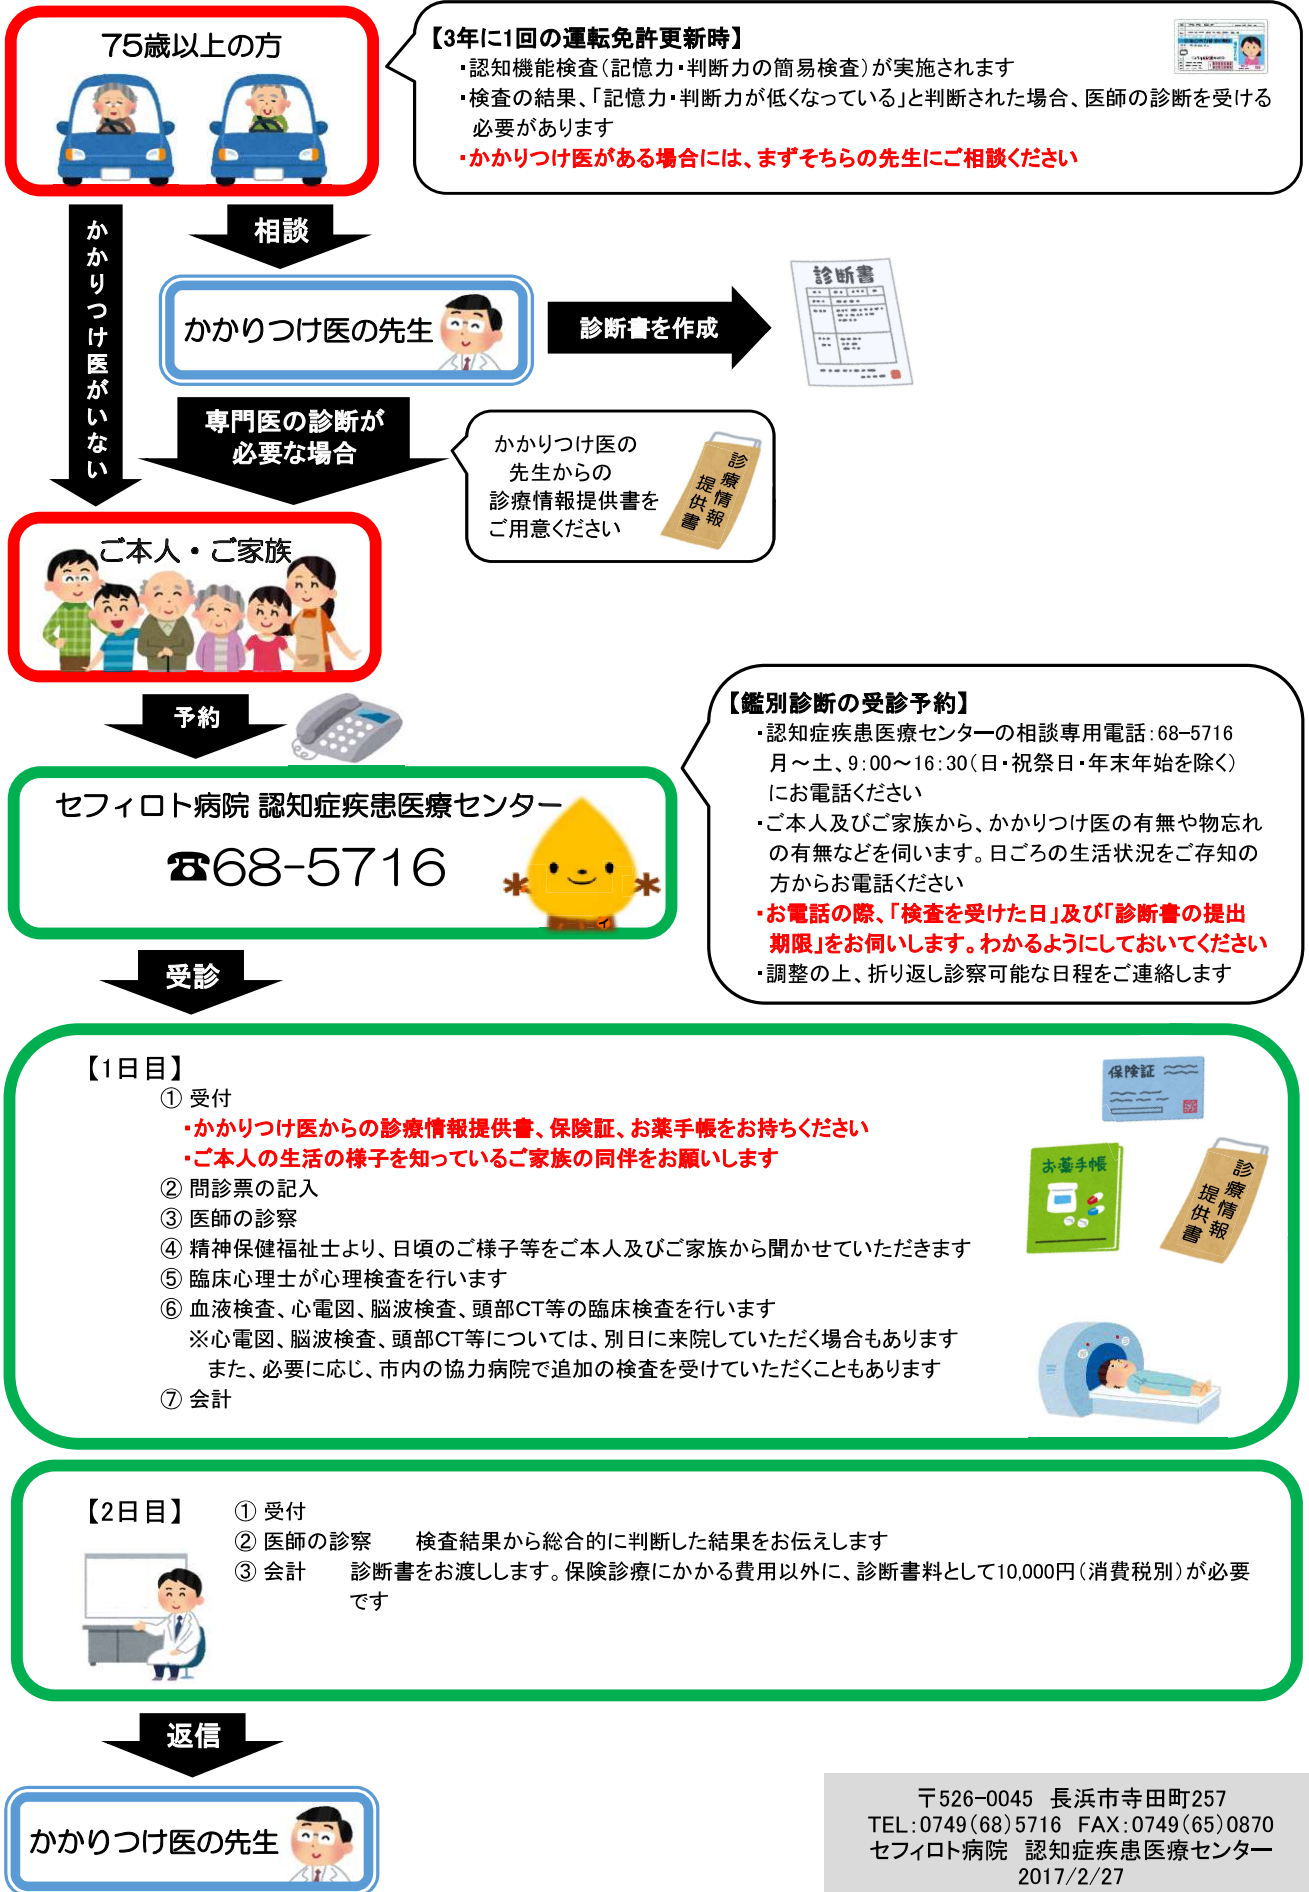 75歳以上の方
【3年に1回の運転免許更新時】
・認知機能検査(記憶力・判断力の簡易検査)が実施されます
・検査の結果、「記憶力・判断力が低くなっている」と判断された場合、医師の診断を受ける
必要があります
・かかりつけ医がある場合には、まずそちらの先生にご相談ください
相談
かかりつけ医がいない
かかりつけ医の先生
診断書を作成
診断書
専門医の診断が
必要な場合
かかりつけ医の
先生からの
診療情報提供書を
ご用意ください
診療情報
提供書
ご本人・ご家族
予約
セフィロト病院 認知症疾患医療センター
☎68-5716
イ
【鑑別診断の受診予約】
・認知症疾患医療センターの相談専用電話:68-5716
月～土、9:00～16:30(日・祝祭日・年末年始を除く)
にお電話ください
・ご本人及びご家族から、かかりつけ医の有無や物忘れ
の有無などを伺います。日ごろの生活状況をご存知の
方からお電話ください
・お電話の際、「検査を受けた日」及び「診断書の提出
期限」をお伺いします。わかるようにしておいてください
・調整の上、折り返し診察可能な日程をご連絡します
受診
【1日目】
① 受付
・かかりつけ医からの診療情報提供書、保険証、お薬手帳をお持ちください
・ご本人の生活の様子を知っているご家族の同伴をお願いします
② 問診票の記入
③ 医師の診察
④ 精神保健福祉士より、日頃のご様子等をご本人及びご家族から聞かせていただきます
⑤ 臨床心理士が心理検査を行います
⑥ 血液検査、心電図、脳波検査、頭部CT等の臨床検査を行います
※心電図、脳波検査、頭部CT等については、別日に来院していただく場合もあります
また、必要に応じ、市内の協力病院で追加の検査を受けていただくこともあります
⑦ 会計
保険証
お薬手帳
診療情報
提供書
【2日目】
① 受付
② 医師の診察　検査結果から総合的に判断した結果をお伝えします
③ 会計　診断書をお渡しします。保険診療にかかる費用以外に、診断書料として10,000円(消費税別)が必要
です
返信
かかりつけ医の先生
〒526-0045 長浜市寺田町257
TEL:0749(68)5716 FAX:0749(65)0870
セフィロト病院 認知症疾患医療センター
2017/2/27